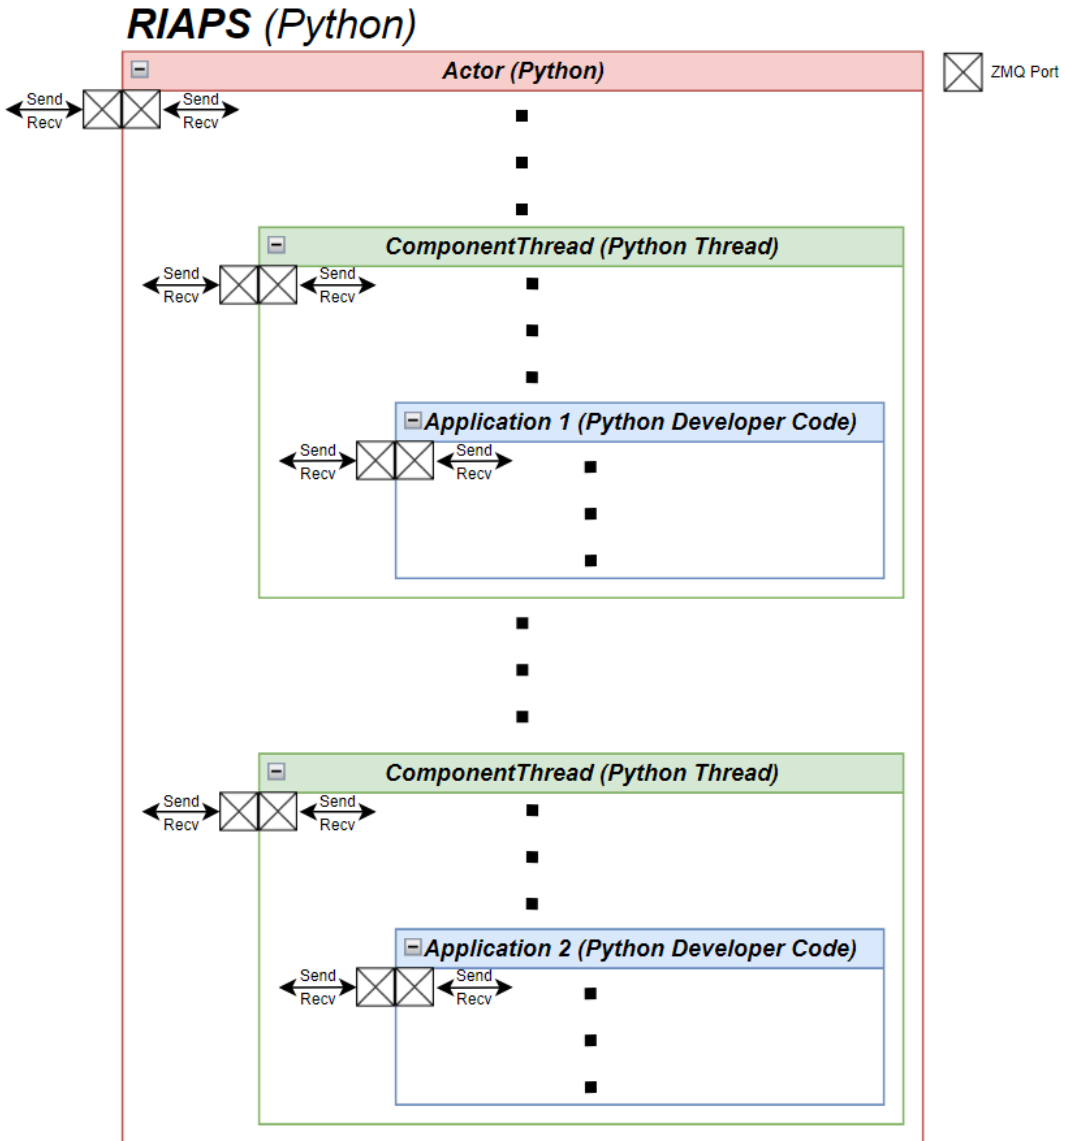 RIAPS (Python)
Actor (Python)
ZMQ Port
Send
Recv
Send
Recv
ComponentThread (Python Thread)
Send
Recv
Send
Recv
Application 1 (Python Developer Code)
Send
Recv
Send
Recv
ComponentThread (Python Thread)
Send
Recv
Send
Recv
Application 2 (Python Developer Code)
Send
Recv
Send
Recv